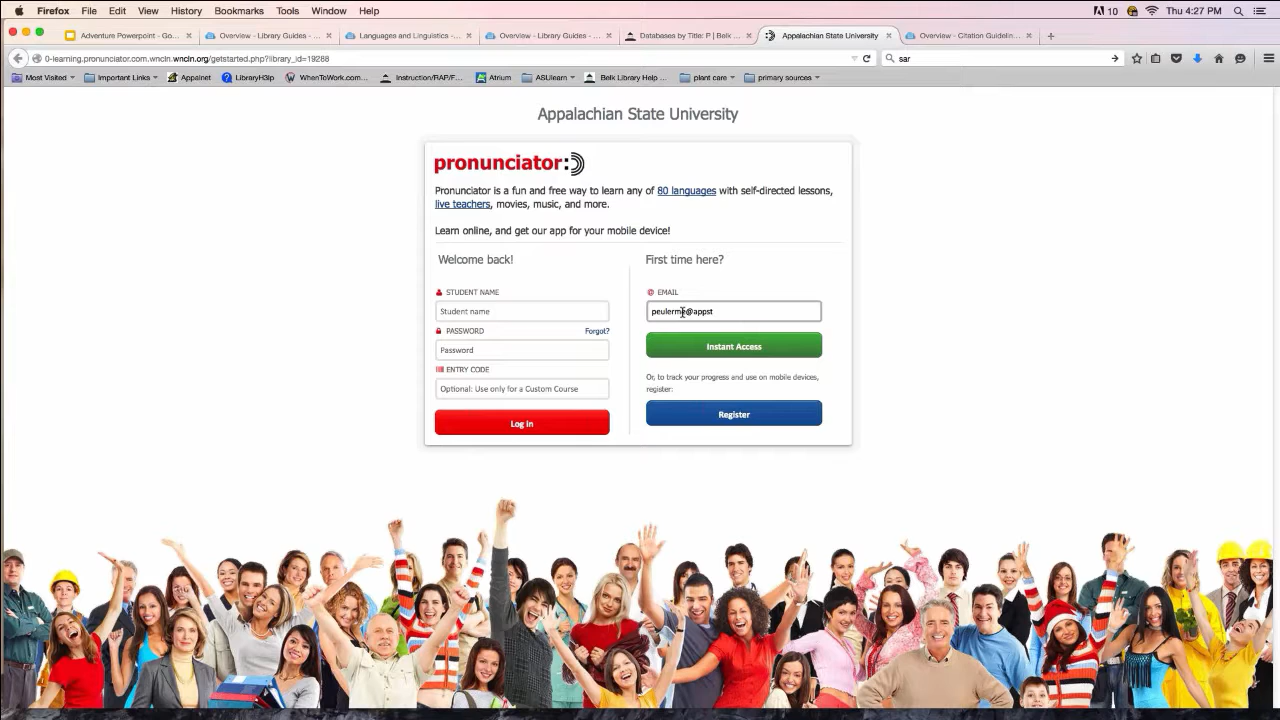 Firefox File Edit View History Bookmarks Tools Window Help
10 Thu 4:27 PM
Adventure Powerpoint - Go...
Overview - Library Guides - ...
Languages and Linguistics - ...
Overview - Library Guides - ...
Databases by Title: P | Belk ...
Appalachian State University
Overview - Citation Guidelin...
0-learning.pronunciator.com.wncln.wncln.org/getstarted.php?library_id=19288
sar
Most Visited
Important Links
Appalnet
LibraryH3lp
WhenToWork.com...
Instruction/RAP/F...
Atrium
ASULearn
Belk Library Help ...
plant care
primary sources
Appalachian State University
pronunciator:
Pronunciator is a fun and free way to learn any of 80 languages with self-directed lessons,
live teachers, movies, music, and more.
Learn online, and get our app for your mobile device!
Welcome back!
STUDENT NAME
Student name
PASSWORD Forgot?
Password
ENTRY CODE
Optional: Use only for a Custom Course
Log in
First time here?
EMAIL
peulerme@appst
Instant Access
Or, to track your progress and use on mobile devices,
register:
Register